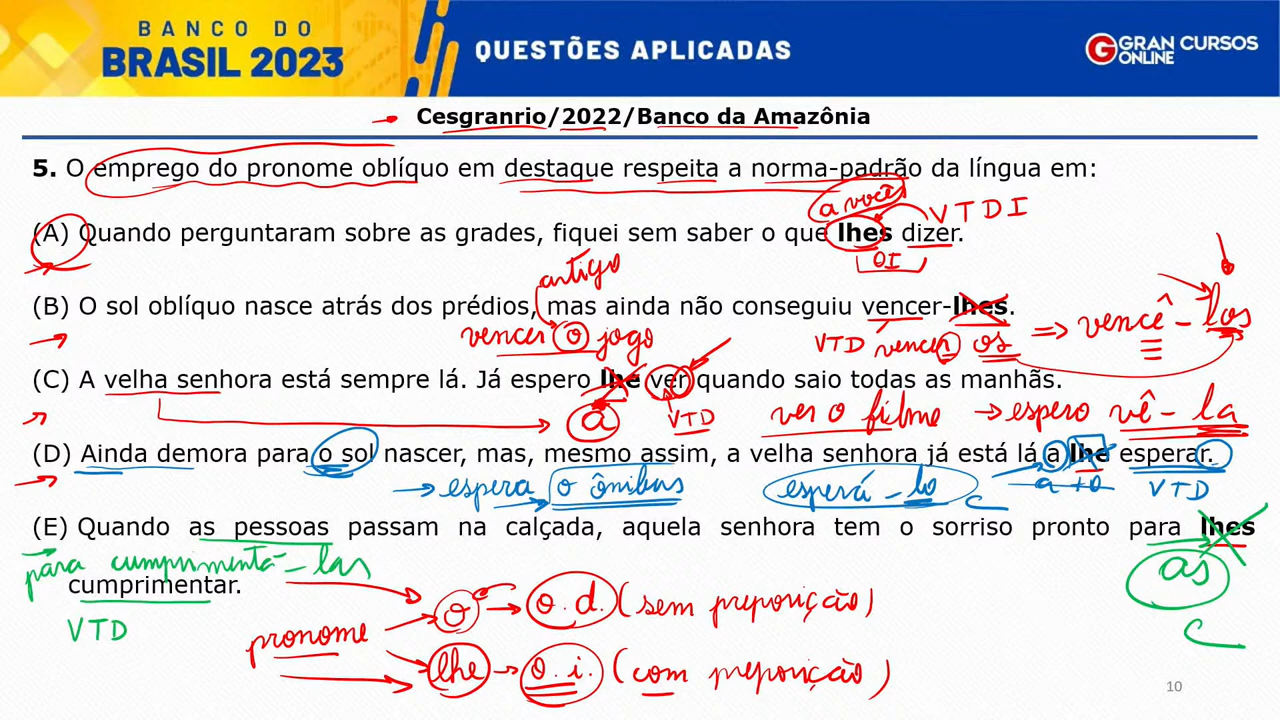 BANCO DO
BRASIL 2023
QUESTÕES APLICADAS
GRAN CURSOS
ONLINE
Cesgranrio/2022/Banco da Amazônia
5. O emprego do pronome oblíquo em destaque respeita a norma-padrão da língua em:
a vocês
VTDI
(A) Quando perguntaram sobre as grades, fiquei sem saber o que lhes dizer.
OI
artigo
(B) O sol oblíquo nasce atrás dos prédios, mas ainda não conseguiu vencer-lhes.
vencer o jogo
VTD vencer os => vencê-los
(C) A velha senhora está sempre lá. Já espero lhe ver quando saio todas as manhãs.
a VTD ver o filme → espero vê-la
(D) Ainda demora para o sol nascer, mas, mesmo assim, a velha senhora já está lá a lhe esperar.
→ espera o ônibus esperá-lo a + o VTD
(E) Quando as pessoas passam na calçada, aquela senhora tem o sorriso pronto para lhes
para cumprimentá-las as
cumprimentar.
VTD
pronome
o → o.d. (sem preposição)
lhe → o.i. (com preposição)
10